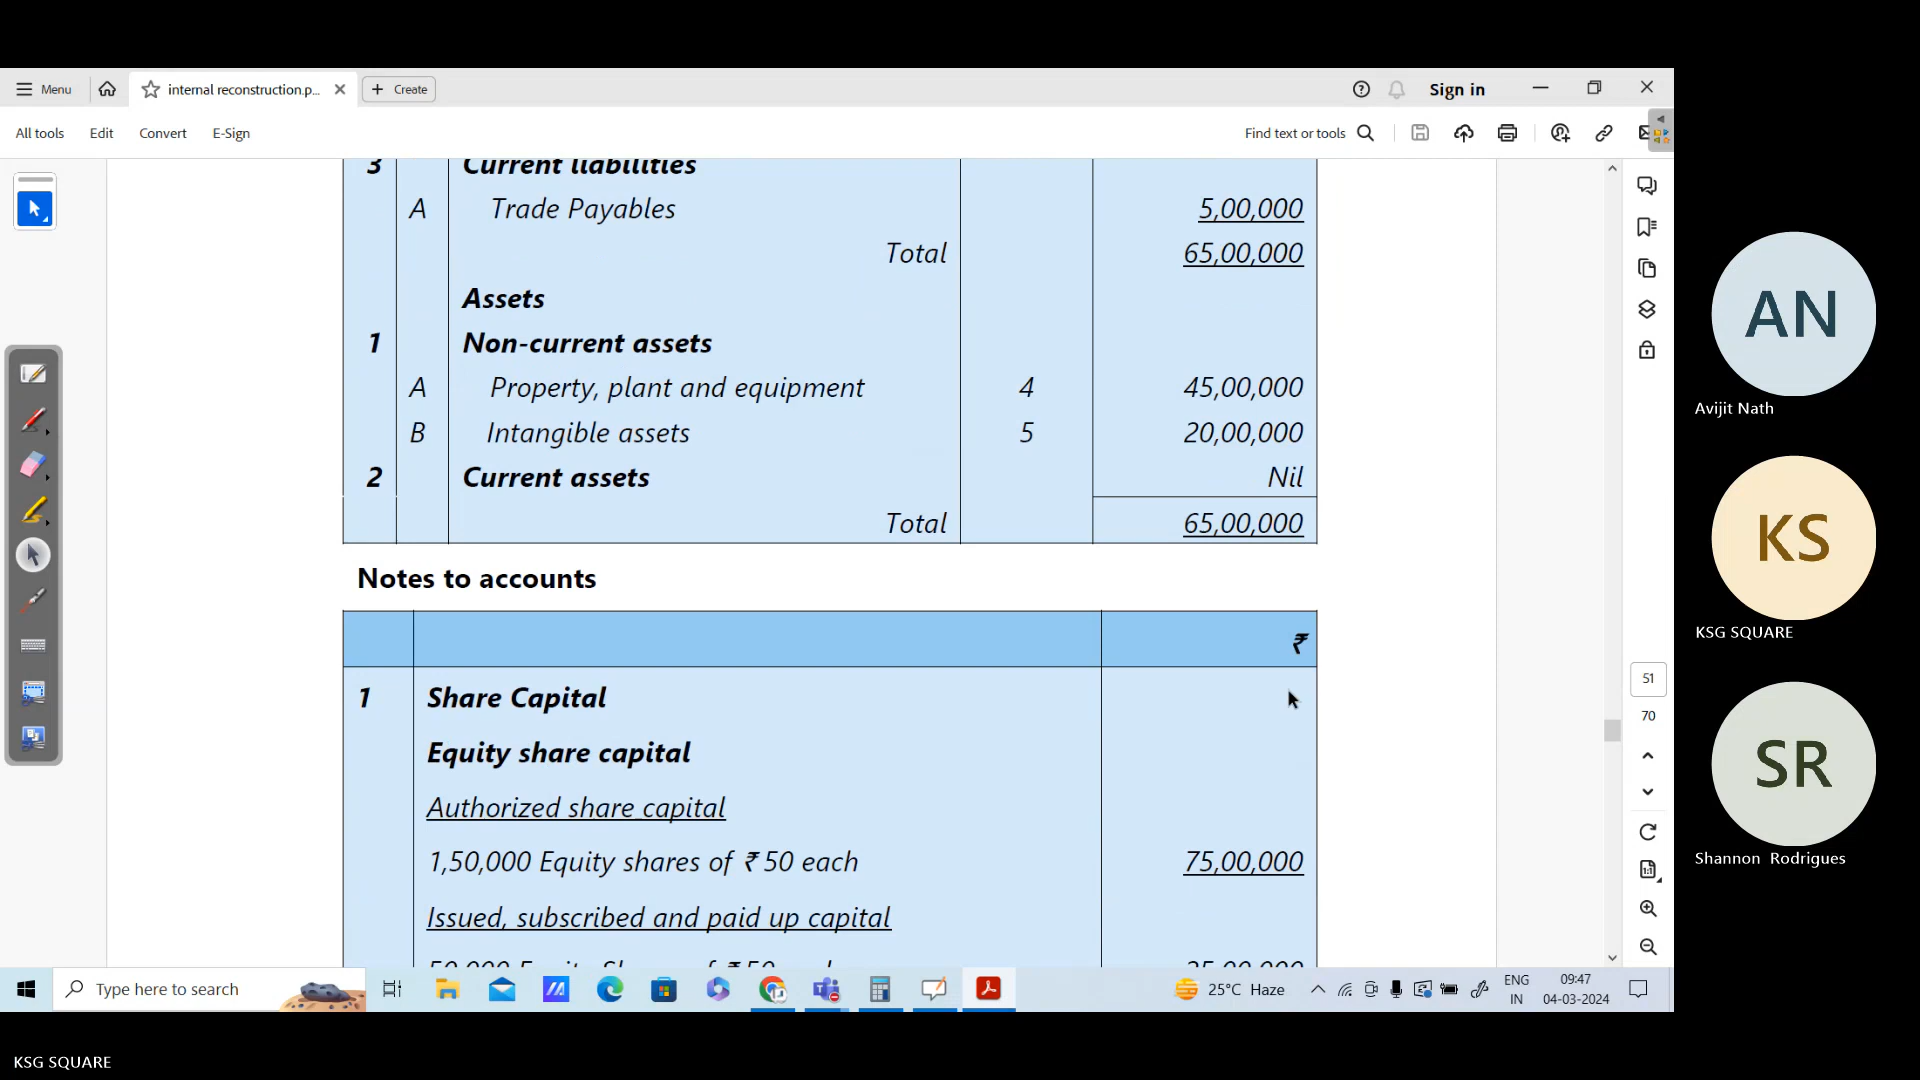 Menu
internal reconstruction.p...
Create
Sign in
All tools
Edit
Convert
E-Sign
Find text or tools
3 Current liabilities
A Trade Payables 5,00,000
Total 65,00,000
Assets
1 Non-current assets
A Property, plant and equipment 4 45,00,000
B Intangible assets 5 20,00,000
2 Current assets Nil
Total 65,00,000
Notes to accounts
₹
1 Share Capital
Equity share capital
Authorized share capital
1,50,000 Equity shares of ₹ 50 each 75,00,000
Issued, subscribed and paid up capital
51
70
AN
Avijit Nath
KS
KSG SQUARE
SR
Shannon Rodrigues
Type here to search
25°C Haze
ENG
IN
09:47
04-03-2024
KSG SQUARE